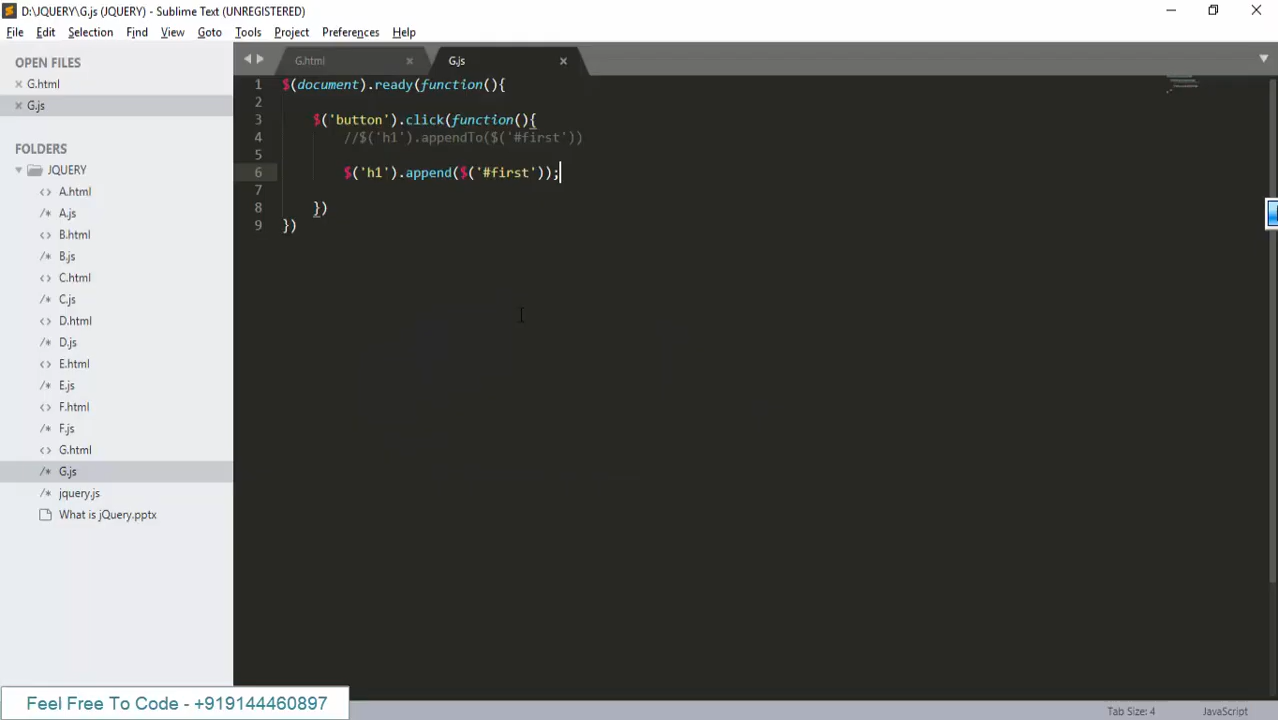 D:\JQUERY\G.js (JQUERY) - Sublime Text (UNREGISTERED)
File Edit Selection Find View Goto Tools Project Preferences Help
OPEN FILES
G.html
G.js
FOLDERS
JQUERY
A.html
A.js
B.html
B.js
C.html
C.js
D.html
D.js
E.html
E.js
F.html
F.js
G.html
G.js
jquery.js
What is jQuery.pptx
G.html G.js
1 $(document).ready(function(){
2
3 $('button').click(function(){
4 //$('h1').appendTo($('#first'))
5
6 $('h1').append($('#first'));
7
8 })
9 })
Feel Free To Code - +919144460897
Tab Size: 4 JavaScript